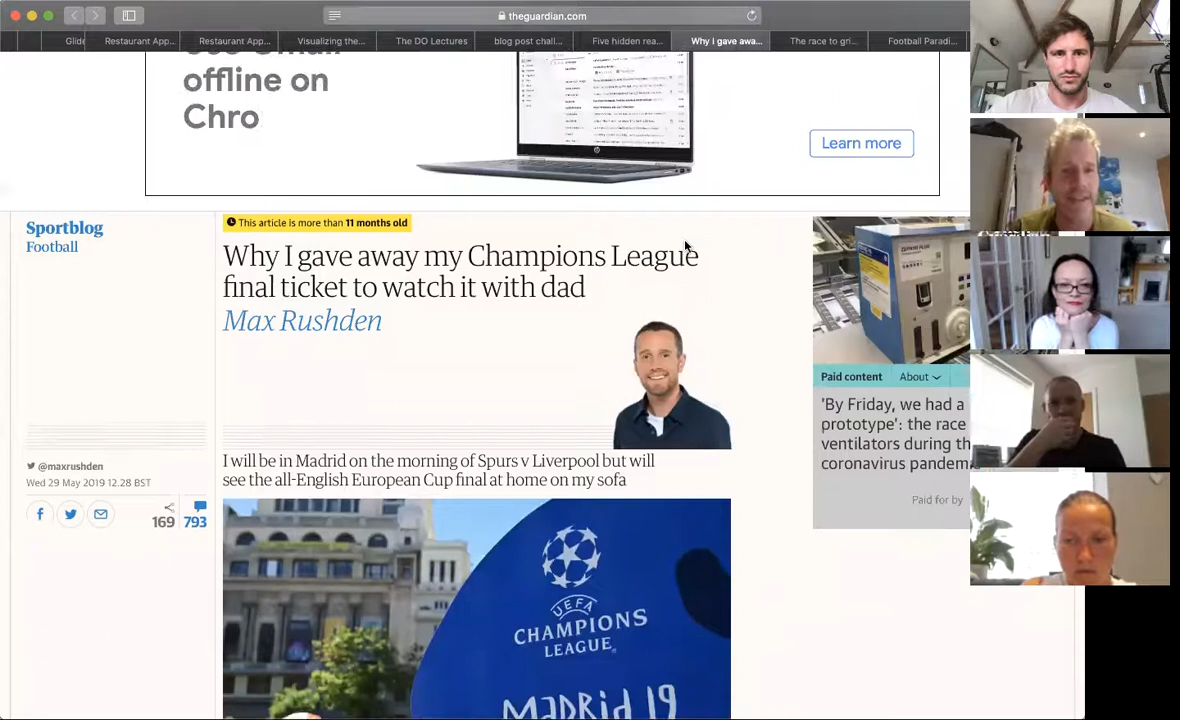 theguardian.com
Glide
Restaurant App...
Restaurant App...
Visualizing the...
The DO Lectures
blog post chall...
Five hidden rea...
Why I gave awa...
The race to gri...
Football Paradi...
offline on
Chro
Learn more
Sportblog
Football
This article is more than 11 months old
Why I gave away my Champions League
final ticket to watch it with dad
Max Rushden
@maxrushden
Wed 29 May 2019 12.28 BST
169
793
I will be in Madrid on the morning of Spurs v Liverpool but will
see the all-English European Cup final at home on my sofa
UEFA
CHAMPIONS
LEAGUE
MADRID 19
Paid content
About
'By Friday, we had a
prototype': the race
ventilators during th
coronavirus pandem
Paid for by